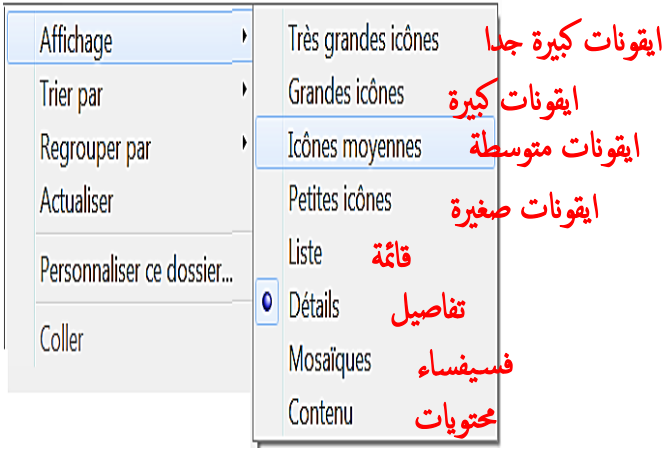 Affichage
Trier par
Regrouper par
Actualiser
Personnaliser ce dossier...
Coller
Très grandes icônes ايقونات كبيرة جدا
Grandes icônes ايقونات كبيرة
Icônes moyennes ايقونات متوسطة
Petites icônes ايقونات صغيرة
Liste قائمة
Détails تفاصيل
Mosaïques فسيفساء
Contenu محتويات